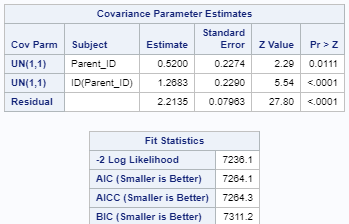 Covariance Parameter Estimates
Cov Parm Subject Estimate Standard Error Z Value Pr > Z
UN(1,1) Parent_ID 0.5200 0.2274 2.29 0.0111
UN(1,1) ID(Parent_ID) 1.2683 0.2290 5.54 <.0001
Residual 2.2135 0.07963 27.80 <.0001
Fit Statistics
-2 Log Likelihood 7236.1
AIC (Smaller is Better) 7264.1
AICC (Smaller is Better) 7264.3
BIC (Smaller is Better) 7311.2